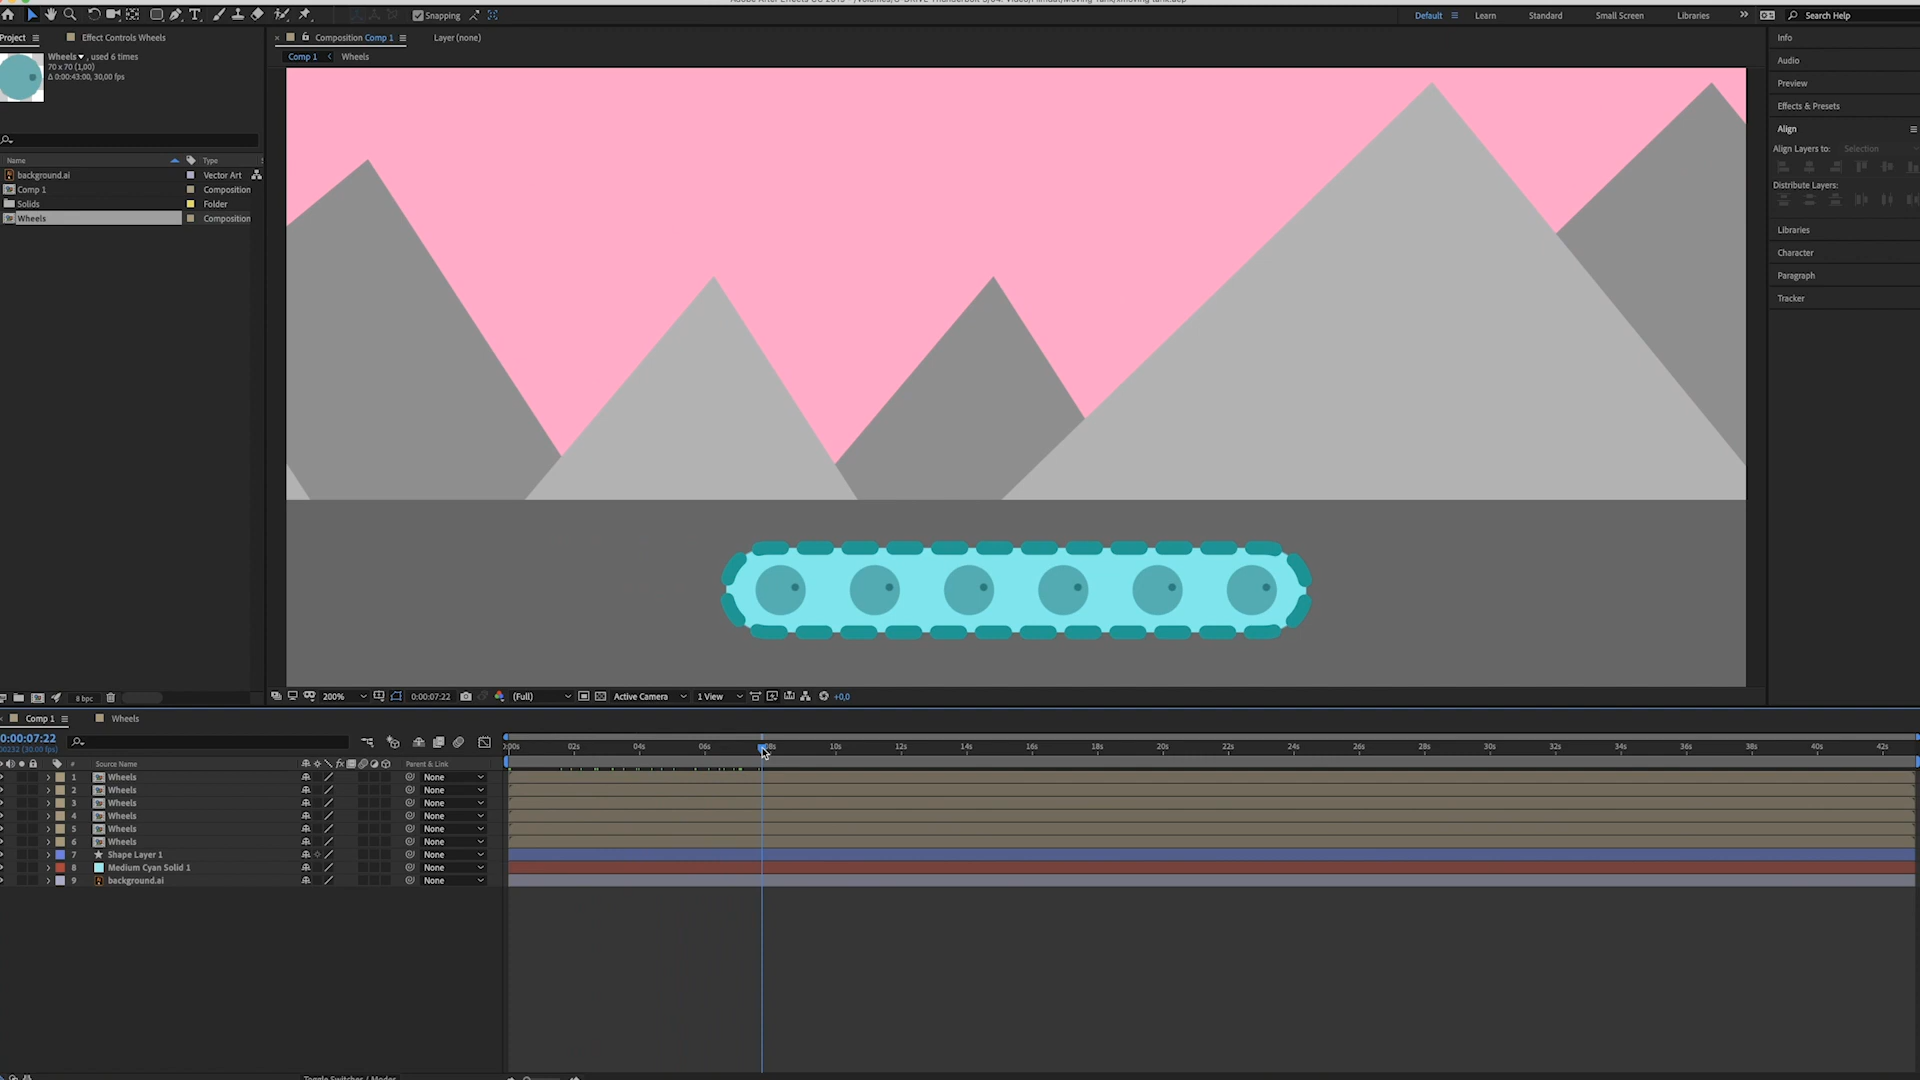 Snapping
Default
Learn
Standard
Small Screen
Libraries
Search Help
Project
Effect Controls Wheels
Composition Comp 1
Layer (none)
Info
Wheels , used 6 times
70 x 70 (1,00)
Δ 0:00:43:00, 30,00 fps
Comp 1
Wheels
Audio
Preview
Effects & Presets
Align
Align Layers to: Selection
Distribute Layers:
Libraries
Character
Paragraph
Tracker
Name
Type
background.ai
Vector Art
Comp 1
Composition
Solids
Folder
Wheels
Composition
8 bpc
200%
0:00:07:22
(Full)
Active Camera
1 View
+0,0
Comp 1
Wheels
0:00:07:22
00232 (30.00 fps)
:00s 02s 04s 06s 08s 10s 12s 14s 16s 18s 20s 22s 24s 26s 28s 30s 32s 34s 36s 38s 40s 42s
# Source Name
Parent & Link
1 Wheels None
2 Wheels None
3 Wheels None
4 Wheels None
5 Wheels None
6 Wheels None
7 Shape Layer 1 None
8 Medium Cyan Solid 1 None
9 background.ai None
Toggle Switches / Modes